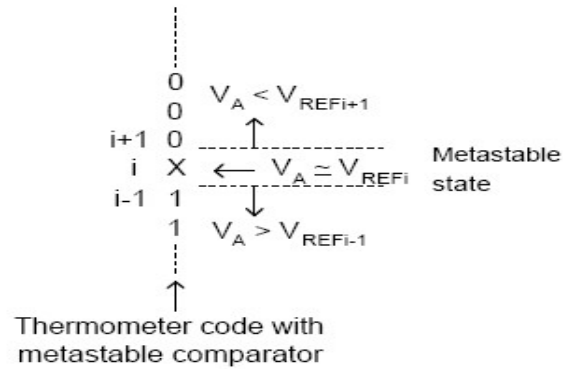 0
0 V_A < V_REFi+1
i+1 0
i X ← V_A ≃ V_REFi Metastable state
i-1 1
1 V_A > V_REFi-1
Thermometer code with
metastable comparator